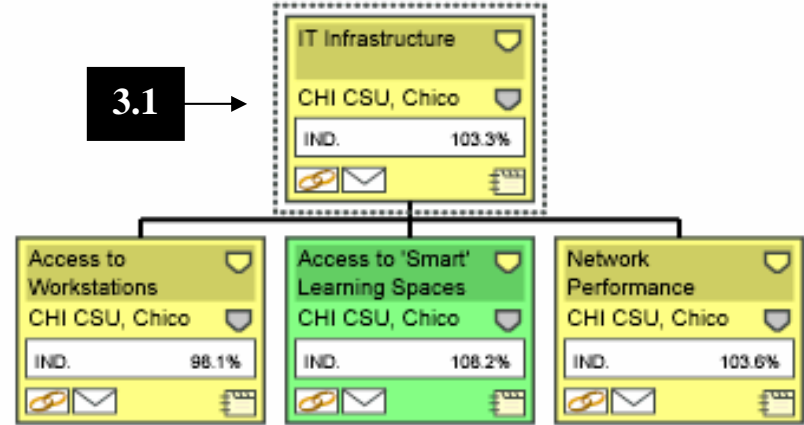 IT Infrastructure
CHI CSU, Chico
IND. 103.3%
3.1
Access to
Workstations
CHI CSU, Chico
IND. 98.1%
Access to 'Smart'
Learning Spaces
CHI CSU, Chico
IND. 108.2%
Network
Performance
CHI CSU, Chico
IND. 103.6%